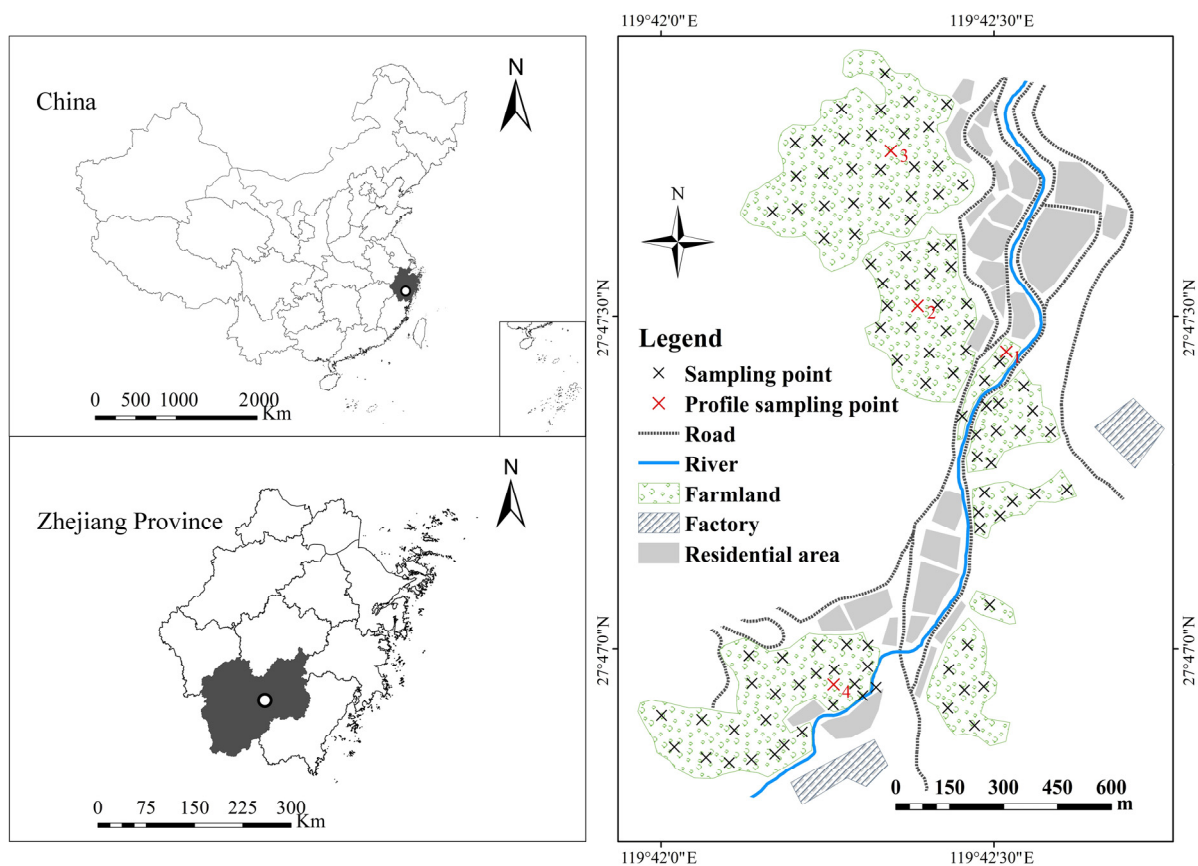 China
N
0 500 1000 2000
Km
Zhejiang Province
N
0 75 150 225 300
Km
119°42'0"E
119°42'30"E
N
3
2
1
4
27°47'30"N
27°47'30"N
27°47'0"N
27°47'0"N
Legend
Sampling point
Profile sampling point
Road
River
Farmland
Factory
Residential area
0 150 300 450 600
m
119°42'0"E
119°42'30"E